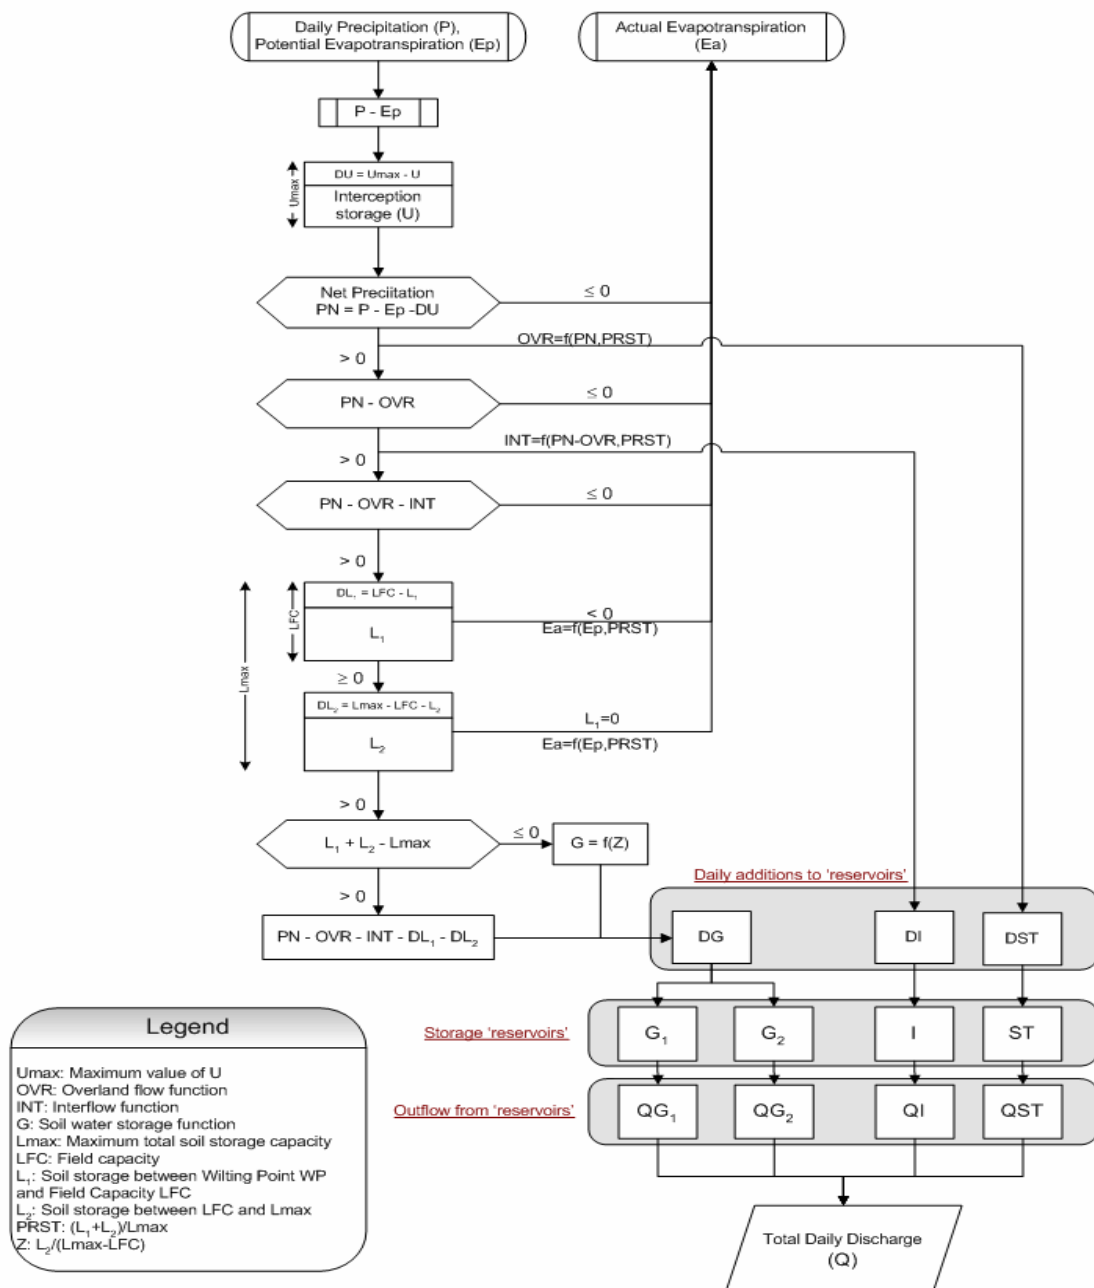 Daily Precipitation (P),
Potential Evapotranspiration (Ep)
Actual Evapotranspiration
(Ea)
P - Ep
Umax
DU = Umax - U
Interception
storage (U)
Net Preciitation
PN = P - Ep -DU
≤ 0
OVR=f(PN,PRST)
> 0
PN - OVR
≤ 0
INT=f(PN-OVR,PRST)
> 0
PN - OVR - INT
≤ 0
> 0
Lmax
LFC
DL₁ = LFC - L₁
L₁
< 0
Ea=f(Ep,PRST)
≥ 0
DL₂ = Lmax - LFC - L₂
L₂
L₁=0
Ea=f(Ep,PRST)
> 0
L₁ + L₂ - Lmax
≤ 0
G = f(Z)
> 0
PN - OVR - INT - DL₁ - DL₂
Daily additions to 'reservoirs'
DG
DI
DST
Storage 'reservoirs'
G₁
G₂
I
ST
Outflow from 'reservoirs'
QG₁
QG₂
QI
QST
Total Daily Discharge
(Q)
Legend
Umax: Maximum value of U
OVR: Overland flow function
INT: Interflow function
G: Soil water storage function
Lmax: Maximum total soil storage capacity
LFC: Field capacity
L₁: Soil storage between Wilting Point WP
and Field Capacity LFC
L₂: Soil storage between LFC and Lmax
PRST: (L₁+L₂)/Lmax
Z: L₂/(Lmax-LFC)